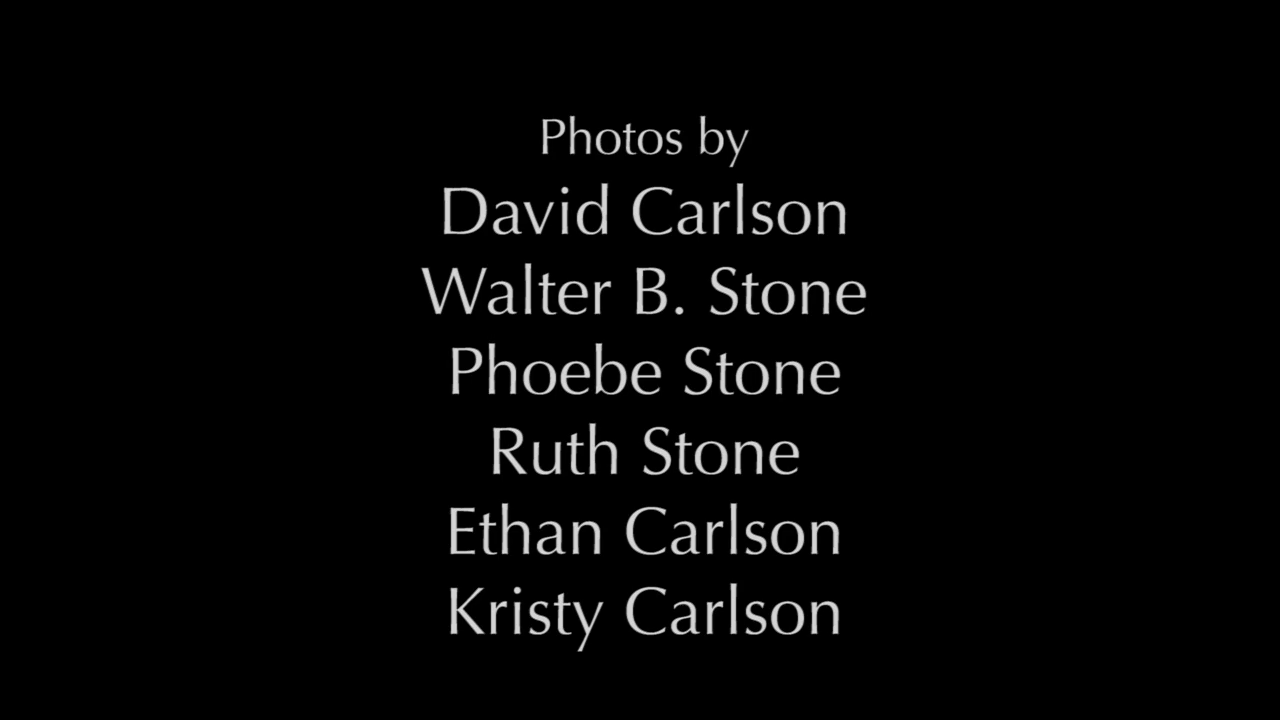 Photos by
David Carlson
Walter B. Stone
Phoebe Stone
Ruth Stone
Ethan Carlson
Kristy Carlson